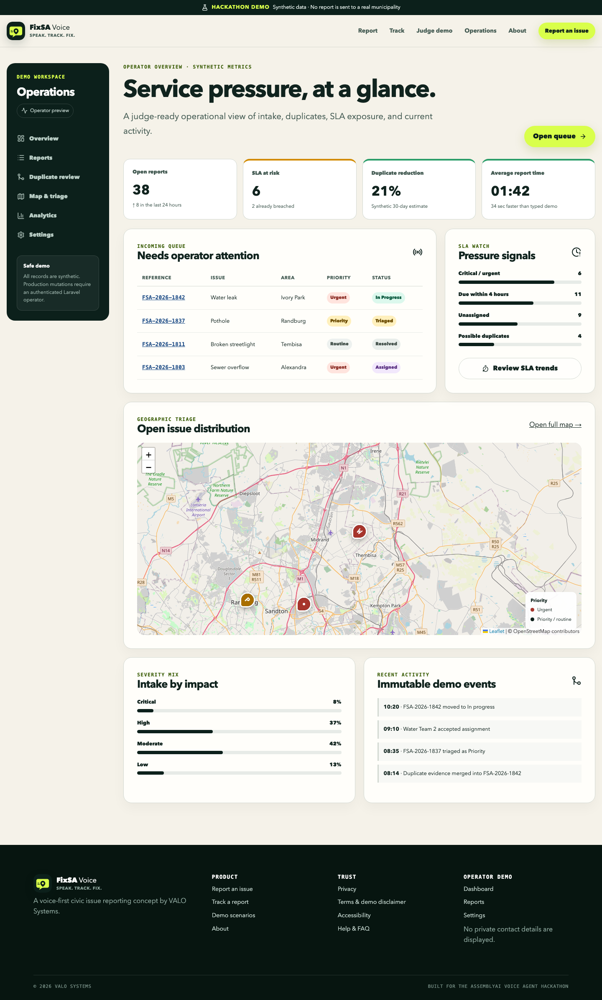 HACKATHON DEMO Synthetic data · No report is sent to a real municipality
FixSA Voice
SPEAK. TRACK. FIX.
Report
Track
Judge demo
Operations
About
Report an issue
DEMO WORKSPACE
Operations
Operator preview
Overview
Reports
Duplicate review
Map & triage
Analytics
Settings
Safe demo
All records are synthetic.
Production mutations require
an authenticated Laravel
operator.
OPERATOR OVERVIEW · SYNTHETIC METRICS
Service pressure, at a glance.
A judge-ready operational view of intake, duplicates, SLA exposure, and current
activity.
Open queue →
Open reports
38
↑ 8 in the last 24 hours
SLA at risk
6
2 already breached
Duplicate reduction
21%
Synthetic 30-day estimate
Average report time
01:42
34 sec faster than typed demo
INCOMING QUEUE
Needs operator attention
REFERENCE ISSUE AREA PRIORITY STATUS
FSA-2026-1842 Water leak Ivory Park Urgent In Progress
FSA-2026-1837 Pothole Randburg Priority Triaged
FSA-2026-1811 Broken streetlight Tembisa Routine Resolved
FSA-2026-1803 Sewer overflow Alexandra Urgent Assigned
SLA WATCH
Pressure signals
Critical / urgent 6
Due within 4 hours 11
Unassigned 9
Possible duplicates 4
Review SLA trends
GEOGRAPHIC TRIAGE
Open issue distribution
Open full map →
+
−
River Reserve
Irene
N1
Rietvlei
Nature
Reserve
The Cradle
Nature
Reserve
R25
Northern
Farm Nature
Reserve
Diepsloot
R21
M5
Lanseria
International
Airport
Gautrain
R562
W
Midrand
R50
R25
N14
Thembisa
M57
R25
Douglasdale
Sector
1
M81
R511
M1
M18
R28
P
Ran g
Sandton
54
Kempton Park
R51
M45
Priority
Urgent
Priority / routine
Leaflet | © OpenStreetMap contributors
SEVERITY MIX
Intake by impact
Critical 8%
High 37%
Moderate 42%
Low 13%
RECENT ACTIVITY
Immutable demo events
10:20 · FSA-2026-1842 moved to In progress
09:10 · Water Team 2 accepted assignment
08:35 · FSA-2026-1837 triaged as Priority
08:14 · Duplicate evidence merged into FSA-2026-1842
FixSA Voice
SPEAK. TRACK. FIX.
A voice-first civic issue reporting concept by VALO
Systems.
PRODUCT
Report an issue
Track a report
Demo scenarios
About
TRUST
Privacy
Terms & demo disclaimer
Accessibility
Help & FAQ
OPERATOR DEMO
Dashboard
Reports
Settings
No private contact details are
displayed.
© 2026 VALO SYSTEMS
BUILT FOR THE ASSEMBLYAI VOICE AGENT HACKATHON